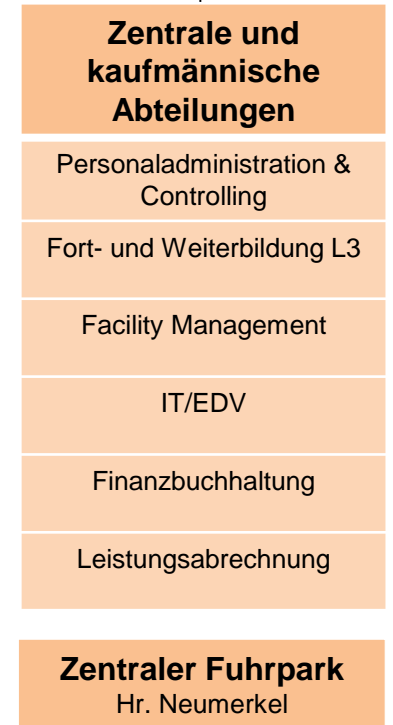 Zentrale und
kaufmännische
Abteilungen
Personaladministration &
Controlling
Fort- und Weiterbildung L3
Facility Management
IT/EDV
Finanzbuchhaltung
Leistungsabrechnung
Zentraler Fuhrpark
Hr. Neumerkel